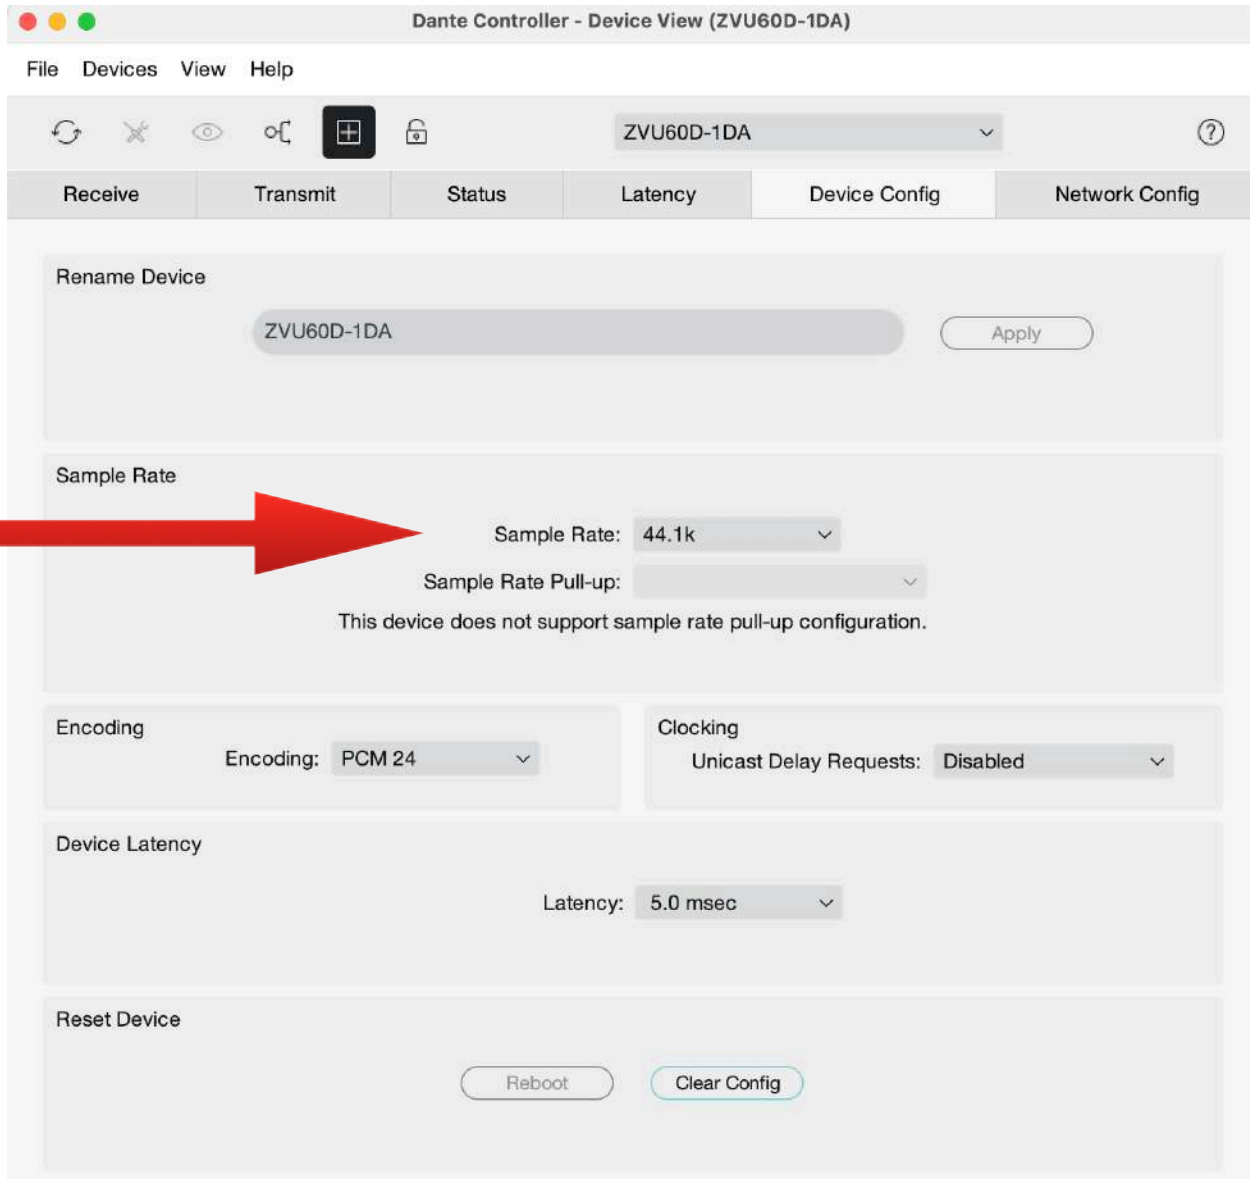 Dante Controller - Device View (ZVU60D-1DA)
File Devices View Help
ZVU60D-1DA
Receive Transmit Status Latency Device Config Network Config
Rename Device
ZVU60D-1DA Apply
Sample Rate
Sample Rate: 44.1k
Sample Rate Pull-up:
This device does not support sample rate pull-up configuration.
Encoding
Encoding: PCM 24
Clocking
Unicast Delay Requests: Disabled
Device Latency
Latency: 5.0 msec
Reset Device
Reboot Clear Config